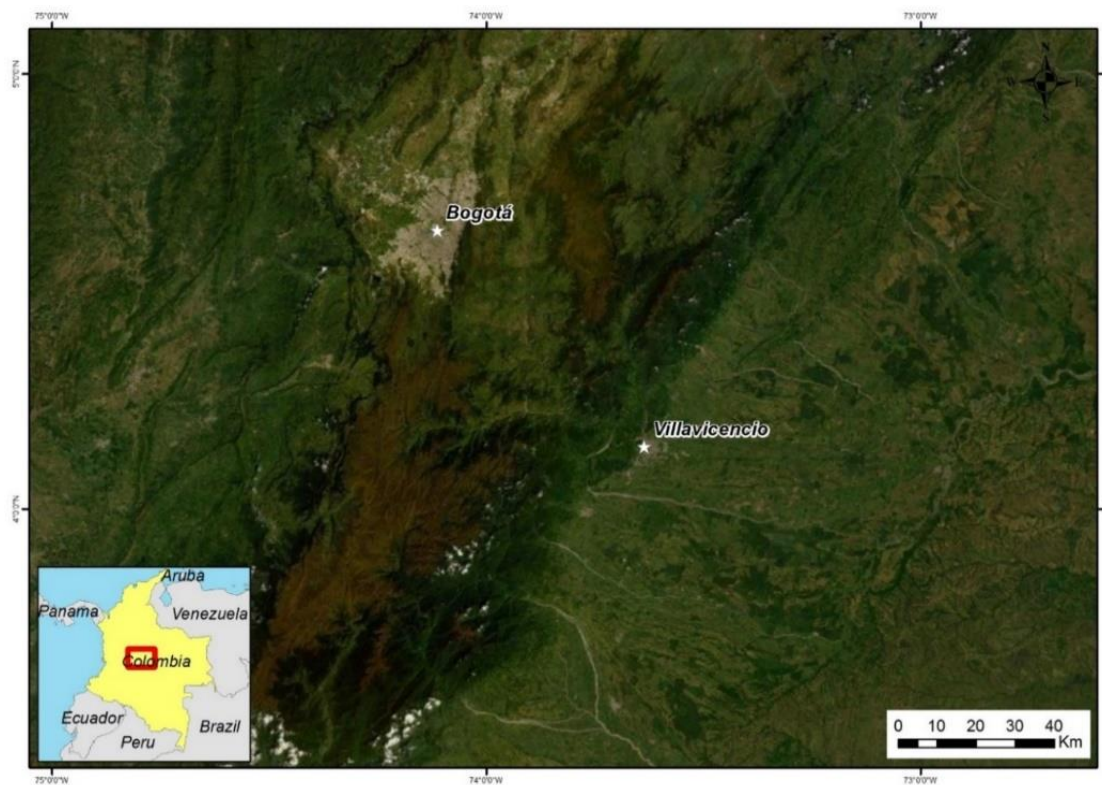 75°0'0"W
74°0'0"W
73°0'0"W
5°0'0"N
N
W
E
S
Bogotá
Villavicencio
4°0'0"N
Aruba
Panama
Venezuela
Colombia
Ecuador
Brazil
Peru
0 10 20 30 40
Km
75°0'0"W
74°0'0"W
73°0'0"W